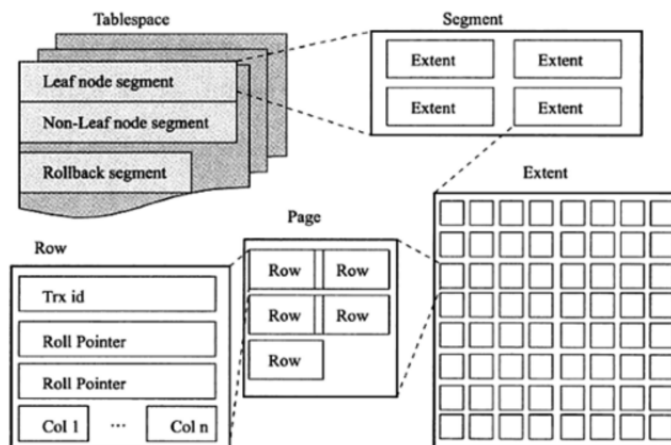 Tablespace
Leaf node segment
Non-Leaf node segment
Rollback segment
Segment
Extent Extent
Extent Extent
Extent
Page
Row Row
Row Row
Row
Row
Trx id
Roll Pointer
Roll Pointer
Col 1 ... Col n